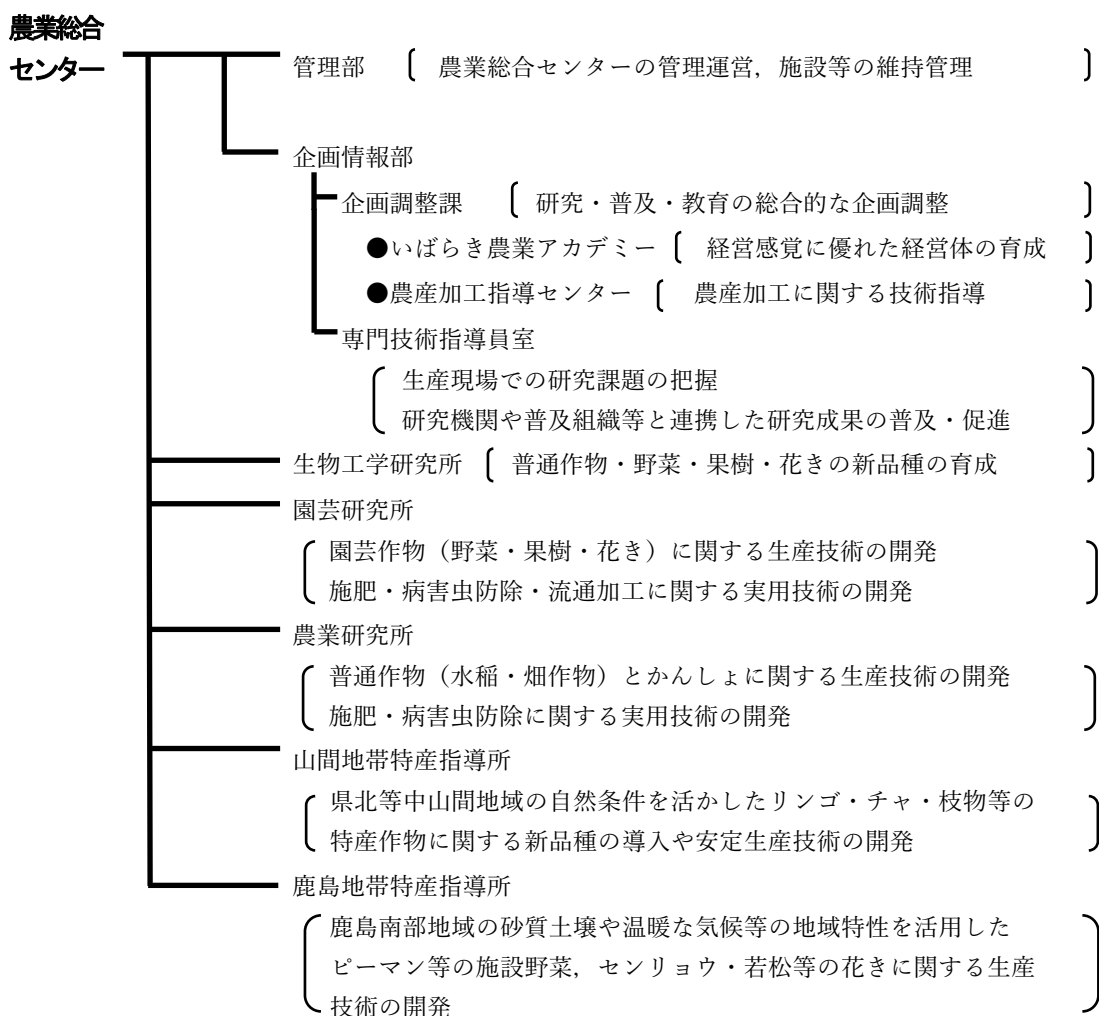 農業総合
センター
管理部 〔 農業総合センターの管理運営，施設等の維持管理 〕
企画情報部
企画調整課 〔 研究・普及・教育の総合的な企画調整 〕
●いばらき農業アカデミー 〔 経営感覚に優れた経営体の育成 〕
●農産加工指導センター 〔 農産加工に関する技術指導 〕
専門技術指導員室
生産現場での研究課題の把握
研究機関や普及組織等と連携した研究成果の普及・促進
生物工学研究所 〔 普通作物・野菜・果樹・花きの新品種の育成 〕
園芸研究所
園芸作物（野菜・果樹・花き）に関する生産技術の開発
施肥・病害虫防除・流通加工に関する実用技術の開発
農業研究所
普通作物（水稲・畑作物）とかんしょに関する生産技術の開発
施肥・病害虫防除に関する実用技術の開発
山間地帯特産指導所
県北等中山間地域の自然条件を活かしたリンゴ・チャ・枝物等の
特産作物に関する新品種の導入や安定生産技術の開発
鹿島地帯特産指導所
鹿島南部地域の砂質土壌や温暖な気候等の地域特性を活用した
ピーマン等の施設野菜，センリョウ・若松等の花きに関する生産
技術の開発